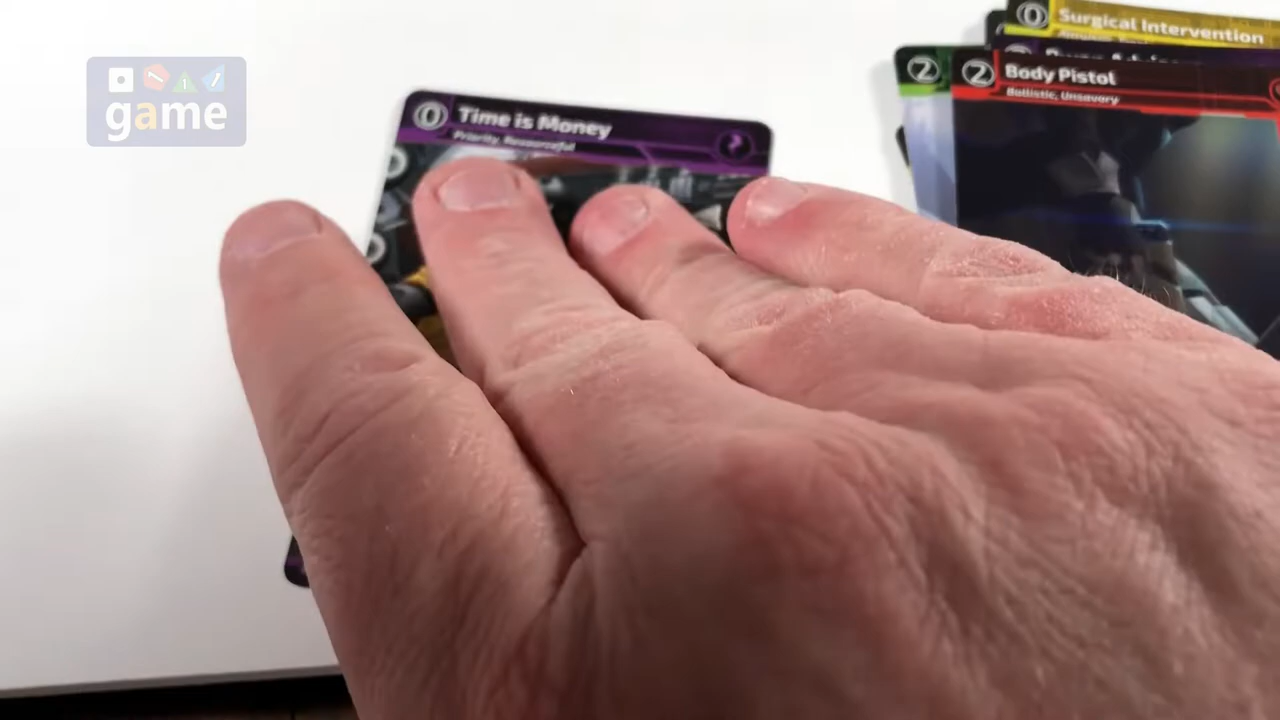 game
0 Time is Money
Priority, Resourceful
0 Surgical Intervention
2
2 Body Pistol
Ballistic, Unsavory